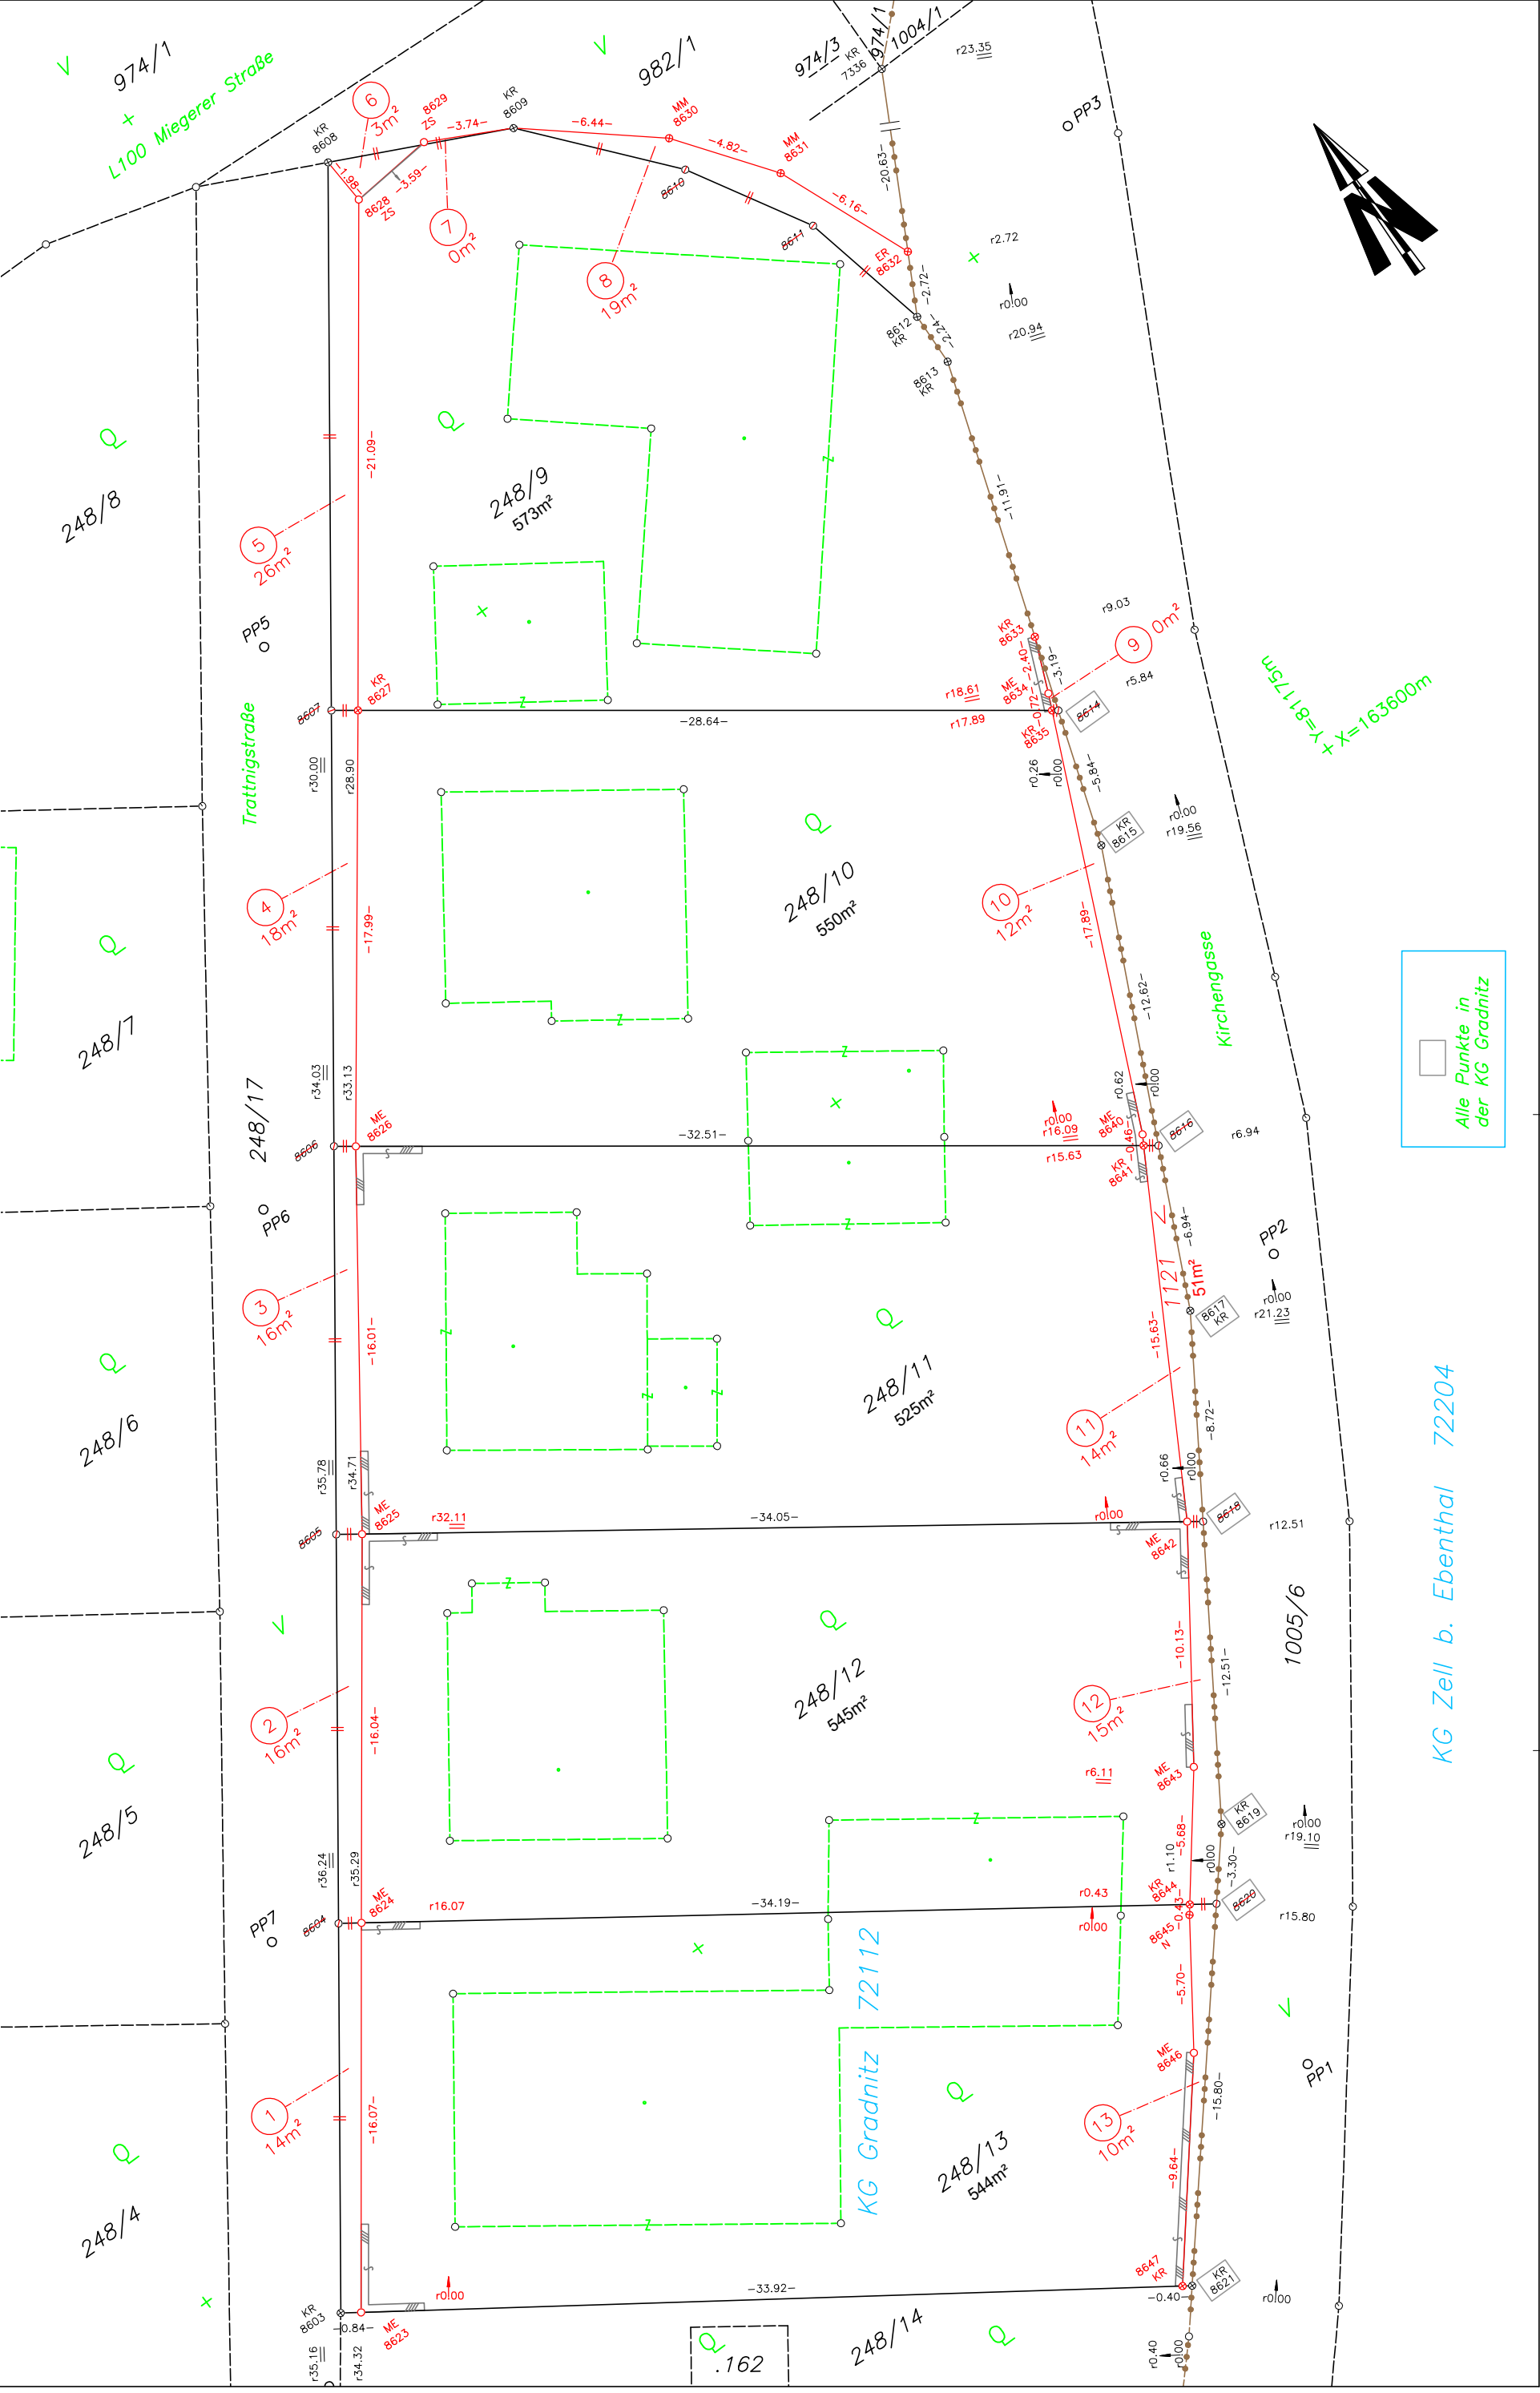 974/1
V
+
L100 Miegerer Straße
V
982/1
974/3
KR
7336
974/1
1004/1
r23.35
PP3
6
3m²
KR
8608
8629
ZS
-3.74-
KR
8609
-6.44-
MM
8630
-4.82-
MM
8631
-6.16-
-20.63-
-1.98-
-3.59-
8628
ZS
7
0m²
8610
8611
8
19m²
ER
8632
-2.72-
r2.72
r0.00
r20.94
8612
KR
-2.24-
8613
KR
Q
248/8
-21.09-
Q
248/9
573m²
-11.91-
5
26m²
PP5
KR
8627
8607
Trattnigstraße
KR
8633
-2.40-
-3.19-
ME
8634
-0.72-
KR
8635
8614
9
0m²
r9.03
r5.84
r18.61
r17.89
-28.64-
r0.26
r0.00
-5.84-
Y=81175m
+X=163600m
r30.00
r28.90
r0.00
r19.56
KR
8615
Q
248/10
550m²
4
18m²
-17.99-
10
12m²
-17.89-
-12.62-
Kirchengasse
Q
248/7
Alle Punkte in
der KG Gradnitz
r34.03
r33.13
r0.62
r0.00
248/17
8606
ME
8626
-32.51-
r0.00
r16.09
r15.63
ME
8640
-0.46-
KR
8641
8616
r6.94
PP6
3
16m²
-16.01-
V
-6.94-
1121
51m²
PP2
r0.00
r21.23
8617
KR
Q
248/6
Q
248/11
525m²
-15.63-
-8.72-
11
14m²
KG Zell b. Ebenthal 72204
r35.78
r34.71
r0.66
r0.00
8605
ME
8625
r32.11
-34.05-
r0.00
ME
8642
8618
r12.51
V
Q
248/12
545m²
1005/6
-10.13-
-12.51-
2
16m²
-16.04-
12
15m²
Q
248/5
r6.11
ME
8643
KR
8619
r0.00
r19.10
-5.68-
r36.24
r35.29
r1.10
r0.00
-3.30-
8604
ME
8624
r16.07
-34.19-
r0.43
r0.00
KR
8644
-0.43-
8645
N
8620
r15.80
PP7
KG Gradnitz 72112
-5.70-
V
ME
8646
PP1
1
14m²
-16.07-
Q
248/13
544m²
13
10m²
-15.80-
-9.64-
Q
248/4
KR
8603
-0.84-
ME
8623
r0.00
-33.92-
8647
KR
-0.40-
KR
8621
r0.00
r35.16
r34.32
Q
.162
248/14
Q
r0.40
r0.00